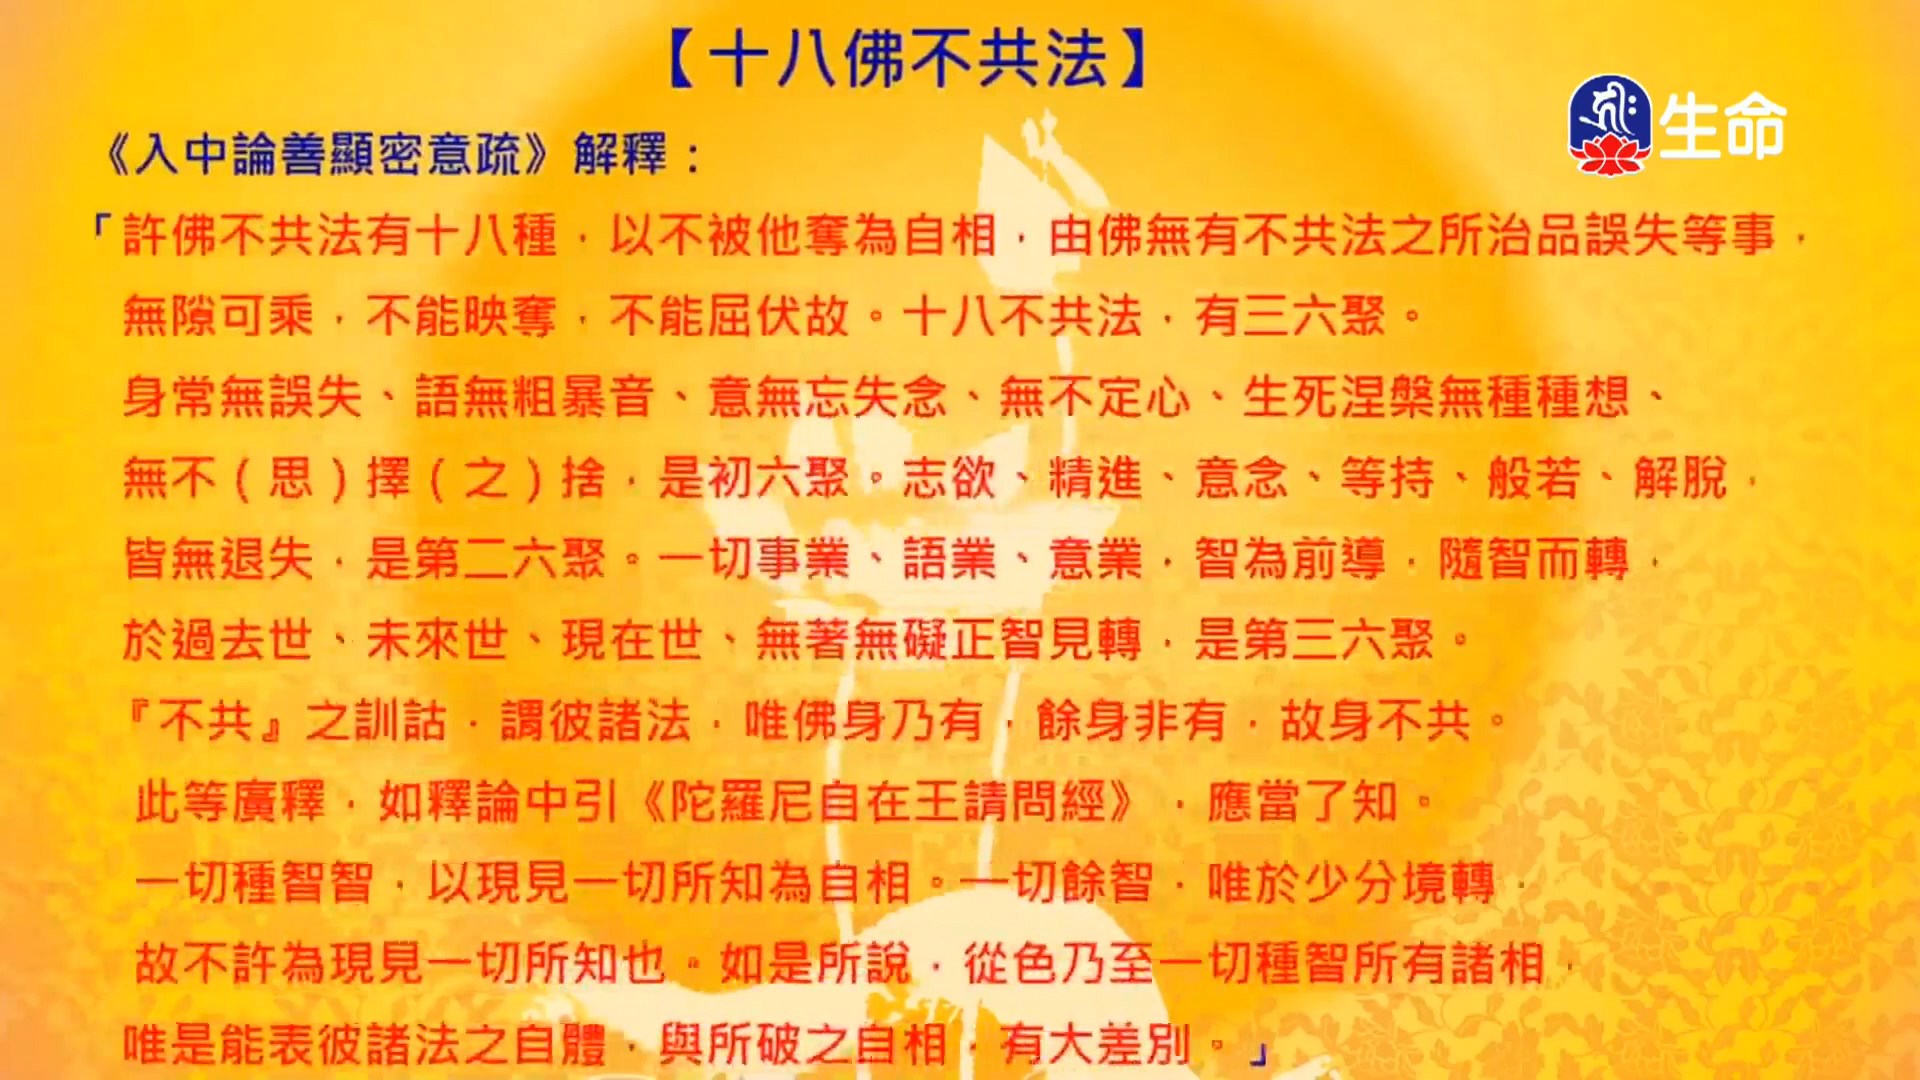 【十八佛不共法】
生命
《入中論善顯密意疏》解釋：
「許佛不共法有十八種，以不被他奪為自相，由佛無有不共法之所治品誤失等事，
無隙可乘，不能映奪，不能屈伏故。十八不共法，有三六聚。
身常無誤失、語無粗暴音、意無忘失念、無不定心、生死涅槃無種種想、
無不（思）擇（之）捨，是初六聚。志欲、精進、意念、等持、般若、解脫，
皆無退失，是第二六聚。一切事業、語業、意業，智為前導，隨智而轉，
於過去世、未來世、現在世、無著無礙正智見轉，是第三六聚。
『不共』之訓詁，謂彼諸法，唯佛身乃有，餘身非有，故身不共。
此等廣釋，如釋論中引《陀羅尼自在王請問經》，應當了知。
一切種智智，以現見一切所知為自相。一切餘智，唯於少分境轉，
故不許為現見一切所知也。如是所說，從色乃至一切種智所有諸相，
唯是能表彼諸法之自體，與所破之自相，有大差別。」